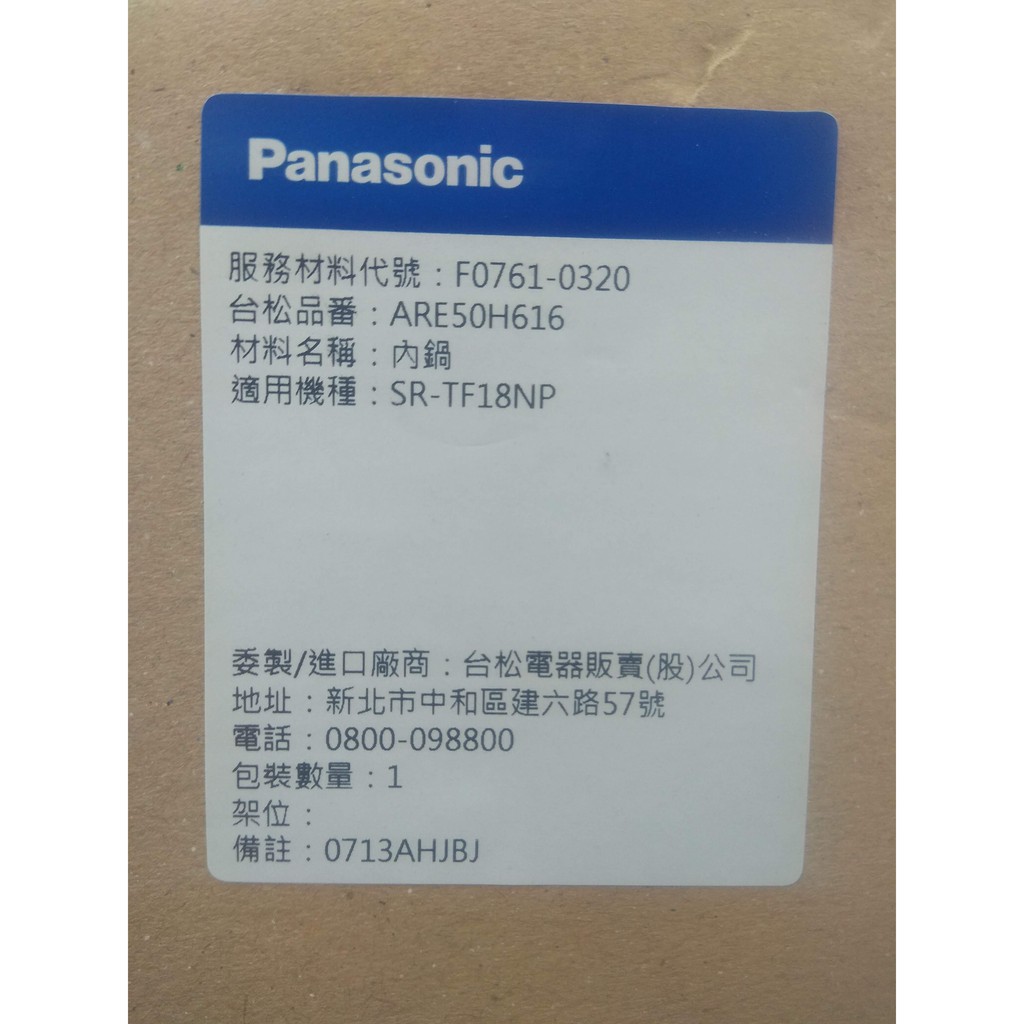 Panasonic
服務材料代號：F0761-0320
台松品番：ARE50H616
材料名稱：內鍋
適用機種：SR-TF18NP
委製/進口廠商：台松電器販賣(股)公司
地址：新北市中和區建六路57號
電話：0800-098800
包裝數量：1
架位：
備註：0713AHJBJ